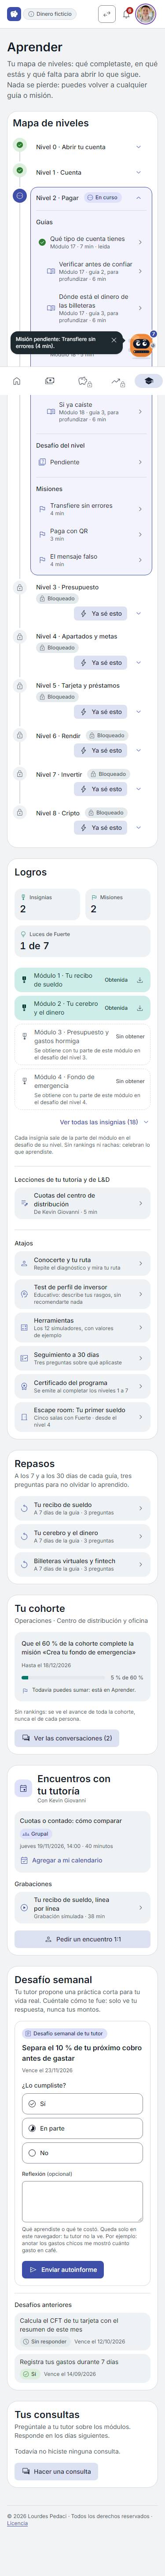 Dinero ficticio
8
Aprender
Tu mapa de niveles: qué completaste, en qué
estás y qué falta para abrir lo que sigue.
Nada se pierde: puedes volver a cualquier
guía o misión.
Mapa de niveles
Nivel 0 · Abrir tu cuenta
Nivel 1 · Cuenta
Nivel 2 · Pagar
En curso
Guías
Qué tipo de cuenta tienes
Módulo 17 · 7 min · leída
Verificar antes de confiar
Módulo 17 · guía 2, para
profundizar · 6 min
Dónde está el dinero de
las billeteras
Módulo 17 · guía 3, para
profundizar · 6 min
Misión pendiente: Transfiere sin
errores (4 min).
7
Si ya caíste
Módulo 18 · guía 3, para
profundizar · 6 min
Desafío del nivel
Pendiente
Misiones
Transfiere sin errores
4 min
Paga con QR
3 min
El mensaje falso
4 min
Nivel 3 · Presupuesto
Bloqueado
Ya sé esto
Nivel 4 · Apartados y metas
Bloqueado
Ya sé esto
Nivel 5 · Tarjeta y préstamos
Bloqueado
Ya sé esto
Nivel 6 · Rendir
Bloqueado
Ya sé esto
Nivel 7 · Invertir
Bloqueado
Ya sé esto
Nivel 8 · Cripto
Bloqueado
Ya sé esto
Logros
Insignias
2
Misiones
2
Luces de Fuerte
1 de 7
Módulo 1 · Tu recibo
de sueldo
Obtenida
Módulo 2 · Tu cerebro
y el dinero
Obtenida
Módulo 3 · Presupuesto y
gastos hormiga
Sin obtener
Se obtiene con la parte de este módulo en
el desafío del nivel 3.
Módulo 4 · Fondo de
emergencia
Sin obtener
Se obtiene con la parte de este módulo en
el desafío del nivel 4.
Ver todas las insignias (18)
Cada insignia sale de la parte del módulo en el
desafío de su nivel. Sin rankings ni rachas: celebran lo
que aprendiste.
Lecciones de tu tutoría y de L&D
Cuotas del centro de
distribución
De Kevin Giovanni · 5 min
Atajos
Conocerte y tu ruta
Repite el diagnóstico y mira tu ruta
Test de perfil de inversor
Educativo: describe tus rasgos, sin
recomendarte nada
Herramientas
Los 12 simuladores, con valores
de ejemplo
Seguimiento a 30 días
Tres preguntas sobre qué aplicaste
Certificado del programa
Se emite al completar los niveles 1 a 7
Escape room: Tu primer sueldo
Cinco salas con Fuerte · desde el
nivel 4
Repasos
A los 7 y a los 30 días de cada guía, tres
preguntas para no olvidar lo aprendido.
Tu recibo de sueldo
A 7 días de la guía · 3 preguntas
Tu cerebro y el dinero
A 7 días de la guía · 3 preguntas
Billeteras virtuales y fintech
A 7 días de la guía · 3 preguntas
Tu cohorte
Operaciones · Centro de distribución y oficina
Que el 60 % de la cohorte complete la
misión «Crea tu fondo de emergencia»
Hasta el 18/12/2026
5 % de 60 %
Todavía puedes sumar: está en Aprender.
Sin rankings: se ve el avance de toda la cohorte,
nunca el de cada persona.
Ver las conversaciones (2)
Encuentros con
tu tutoría
Con Kevin Giovanni
Cuotas o contado: cómo comparar
Grupal
jueves 19/11/2026, 14:00 · 40 minutos
Agregar a mi calendario
Grabaciones
Tu recibo de sueldo, línea
por línea
Grabación simulada · 38 min
Pedir un encuentro 1:1
Desafío semanal
Tu tutor propone una práctica corta para tu
vida real. Cuéntale cómo te fue: solo ve tu
respuesta, nunca tus montos.
Desafío semanal de tu tutor
Separa el 10 % de tu próximo cobro
antes de gastar
Vence el 23/11/2026
¿Lo cumpliste?
Sí
En parte
No
Reflexión (opcional)
Qué aprendiste o qué te costó. Queda solo en
este navegador: tu tutor no la ve. Por ejemplo:
anotar los gastos chicos me mostró cuánto
gasto en café.
Enviar autoinforme
Desafíos anteriores
Calcula el CFT de tu tarjeta con el
resumen de este mes
Sin responder
Vence el 12/10/2026
Registra tus gastos durante 7 días
Sí
Vence el 14/09/2026
Tus consultas
Pregúntale a tu tutor sobre los módulos.
Responde en los días siguientes.
Todavía no hiciste ninguna consulta.
Hacer una consulta
© 2026 Lourdes Pedaci · Todos los derechos reservados ·
Licencia